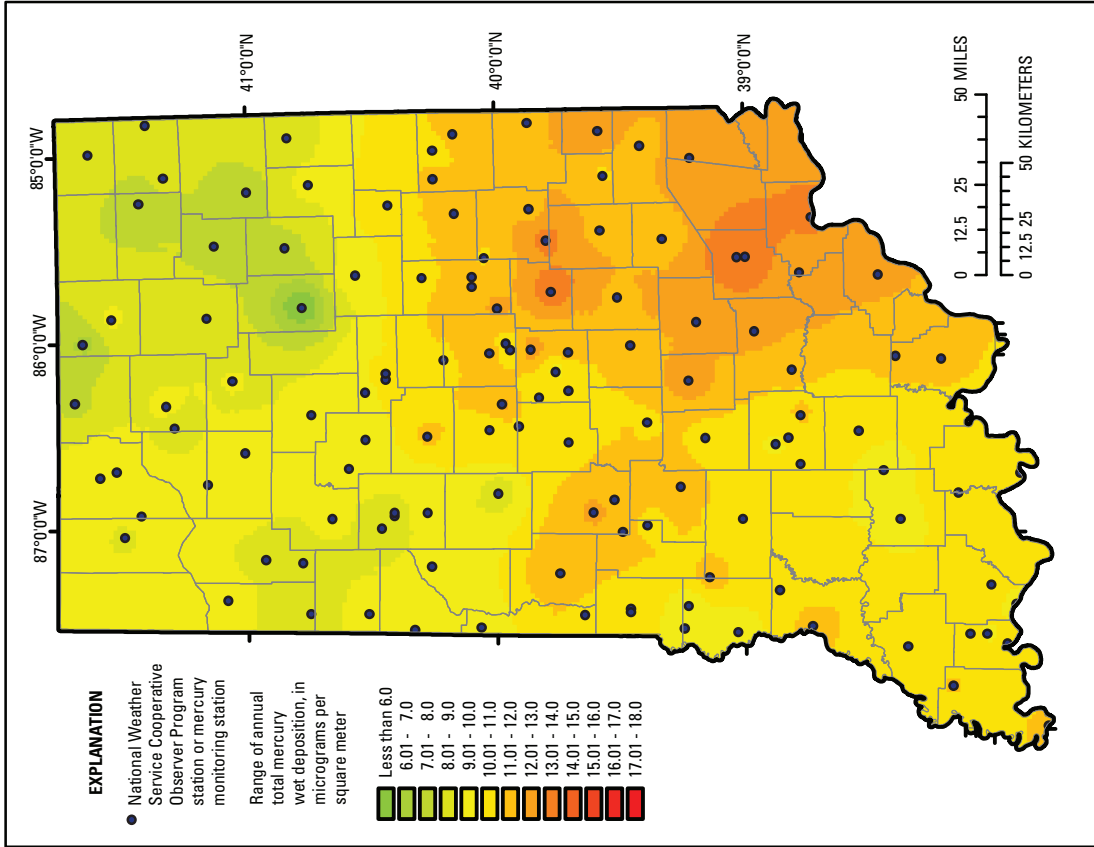 EXPLANATION
National Weather
Service Cooperative
Observer Program
station or mercury
monitoring station
Range of annual
total mercury
wet deposition, in
micrograms per
square meter
Less than 6.0
6.01 - 7.0
7.01 - 8.0
8.01 - 9.0
9.01 - 10.0
10.01 - 11.0
11.01 - 12.0
12.01 - 13.0
13.01 - 14.0
14.01 - 15.0
15.01 - 16.0
16.01 - 17.0
17.01 - 18.0
87°0'0"W
86°0'0"W
85°0'0"W
41°0'0"N
40°0'0"N
39°0'0"N
0 12.5 25 50 MILES
0 12.5 25 50 KILOMETERS